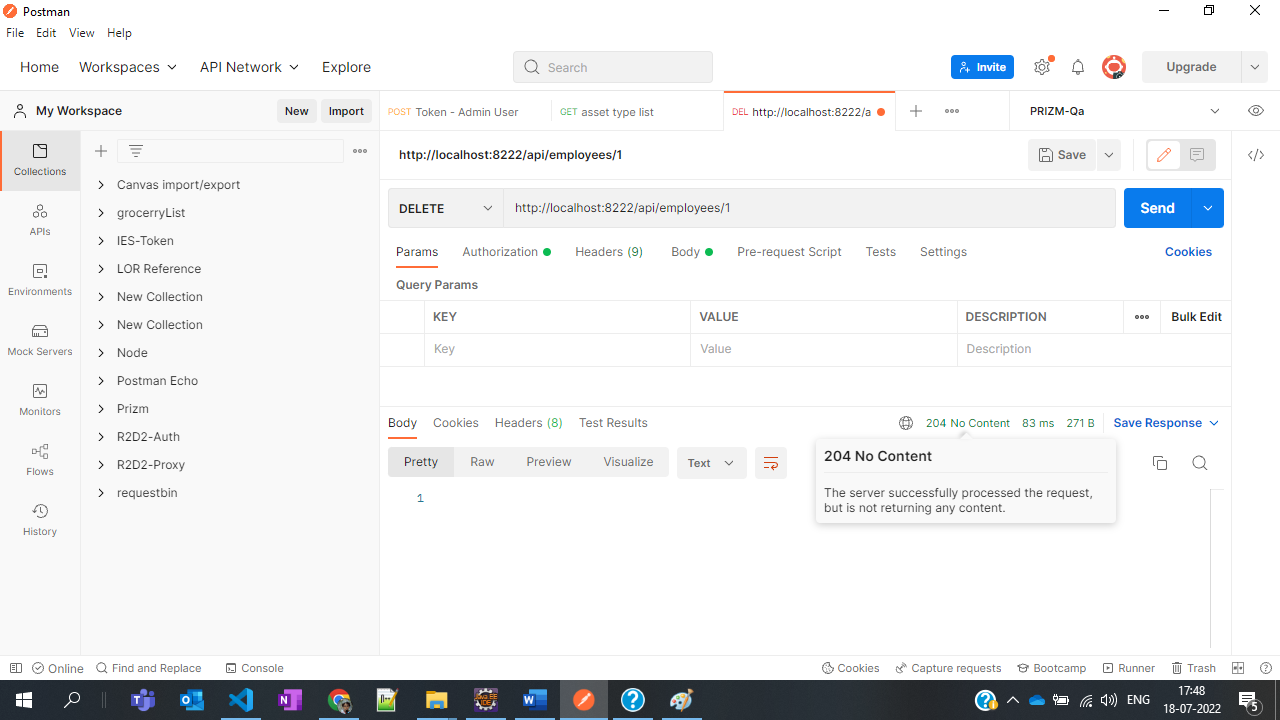 Postman
File Edit View Help
Home Workspaces API Network Explore Search Invite Upgrade
My Workspace New Import POST Token - Admin User GET asset type list DEL http://localhost:8222/a PRIZM-Qa
http://localhost:8222/api/employees/1 Save
Collections
APIs
Environments
Mock Servers
Monitors
Flows
History
Canvas import/export
grocerryList
IES-Token
LOR Reference
New Collection
New Collection
Node
Postman Echo
Prizm
R2D2-Auth
R2D2-Proxy
requestbin
DELETE http://localhost:8222/api/employees/1 Send
Params Authorization Headers (9) Body Pre-request Script Tests Settings Cookies
Query Params
KEY VALUE DESCRIPTION Bulk Edit
Key Value Description
Body Cookies Headers (8) Test Results 204 No Content 83 ms 271 B Save Response
Pretty Raw Preview Visualize Text
1
204 No Content
The server successfully processed the request,
but is not returning any content.
Online Find and Replace Console Cookies Capture requests Bootcamp Runner Trash
ENG 17:48
18-07-2022
5